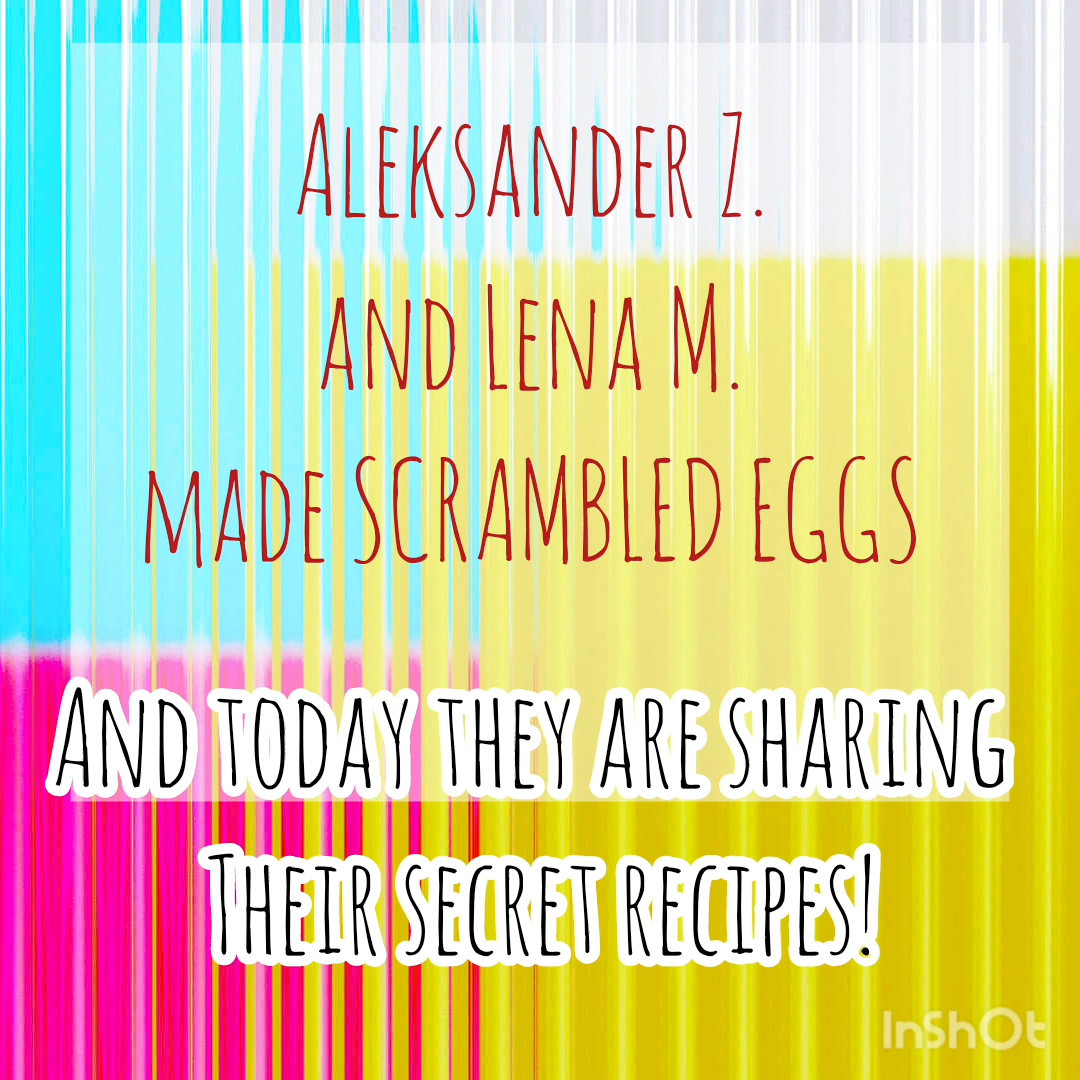 Aleksander Z.
and Lena M.
made SCRAMBLED EGGS
And today they are sharing
Their secret recipes!
InShOt